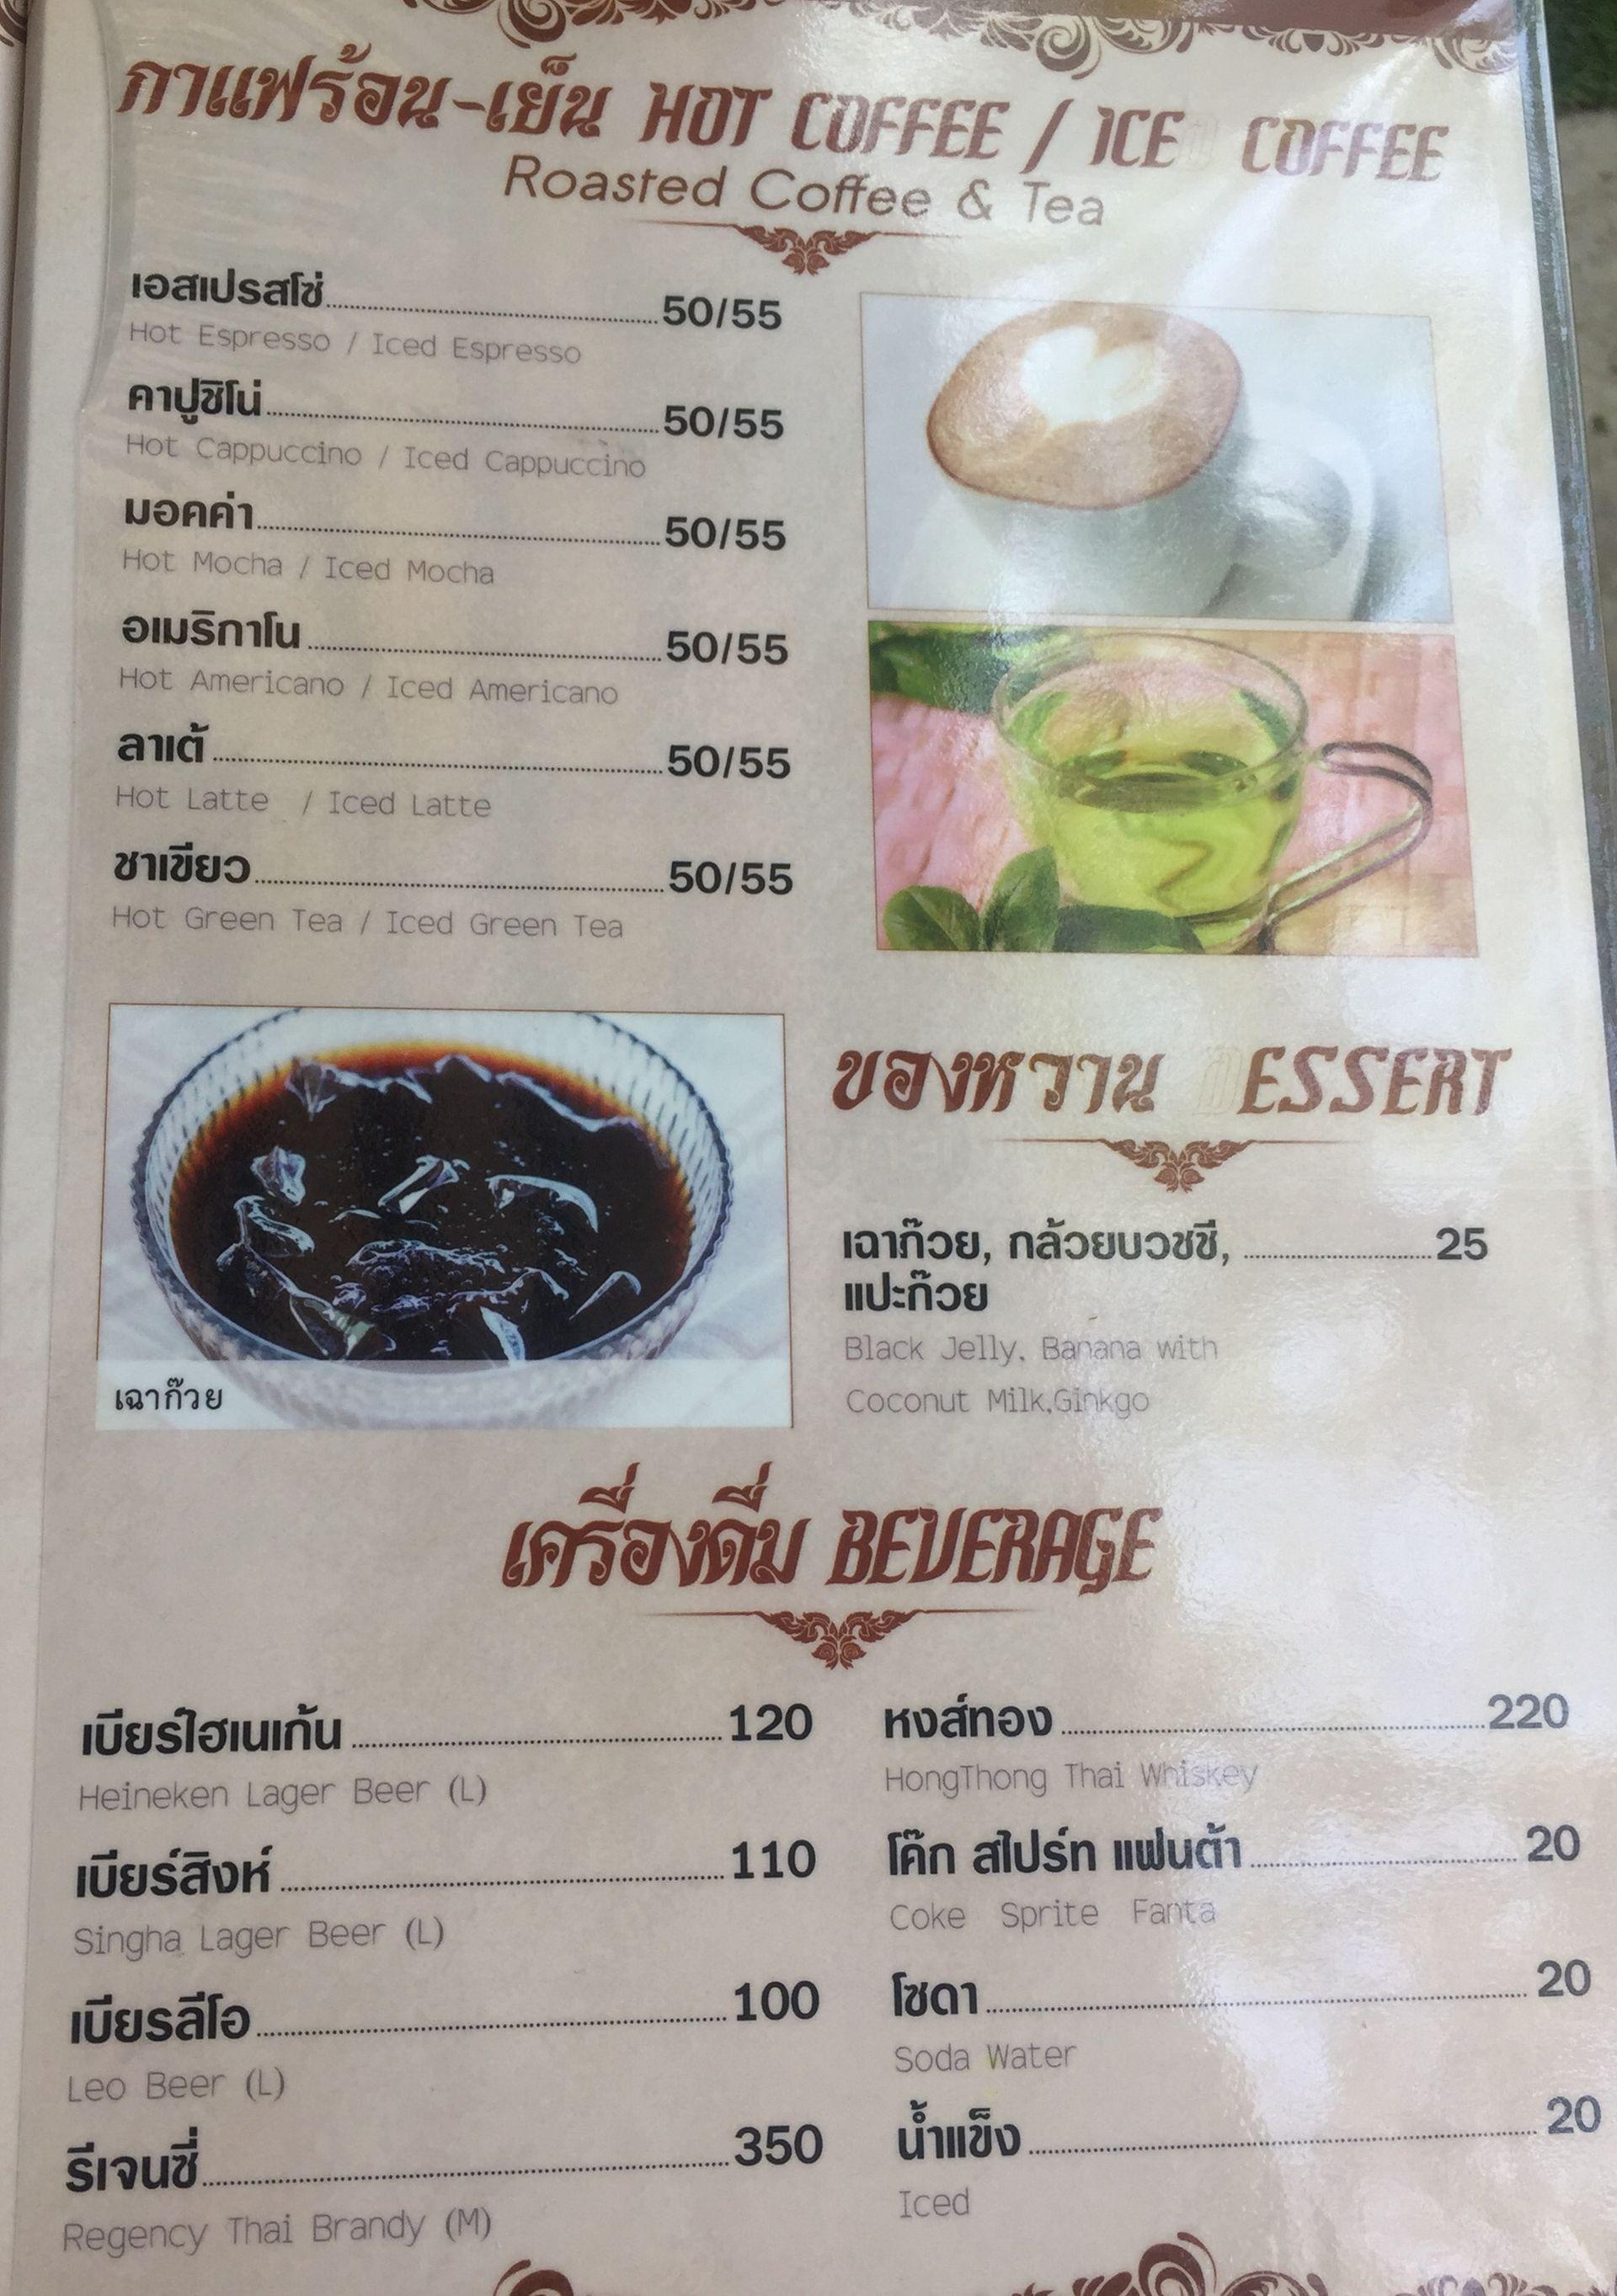 กาแฟร้อน-เย็น HOT COFFEE / ICED COFFEE
Roasted Coffee & Tea
เอสเปรสโซ่ 50/55
Hot Espresso / Iced Espresso
คาปูชิโน่ 50/55
Hot Cappuccino / Iced Cappuccino
มอคค่า 50/55
Hot Mocha / Iced Mocha
อเมริกาโน 50/55
Hot Americano / Iced Americano
ลาเต้ 50/55
Hot Latte / Iced Latte
ชาเขียว 50/55
Hot Green Tea / Iced Green Tea
เฉาก๊วย
ของหวาน DESSERT
เฉาก๊วย, กล้วยบวชชี, 25
แปะก๊วย
Black Jelly, Banana with
Coconut Milk,Ginkgo
เครื่องดื่ม BEVERAGE
เบียร์ไฮเนเก้น 120
Heineken Lager Beer (L)
เบียร์สิงห์ 110
Singha Lager Beer (L)
เบียรลีโอ 100
Leo Beer (L)
รีเจนซี่ 350
Regency Thai Brandy (M)
หงส์ทอง 220
HongThong Thai Whiskey
โค๊ก สไปร์ท แฟนต้า 20
Coke Sprite Fanta
โซดา 20
Soda Water
น้ำแข็ง 20
Iced